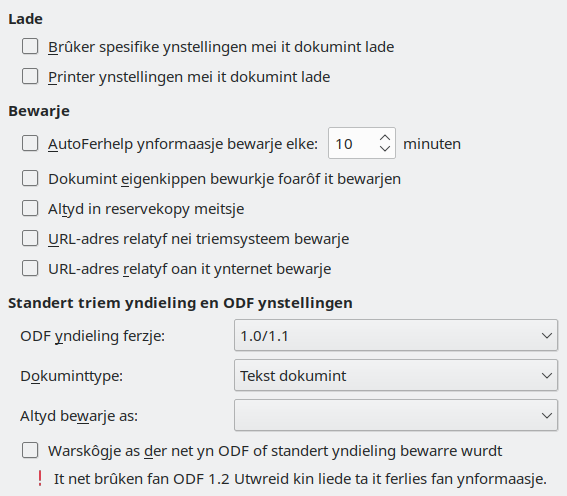 Lade
Brûker spesifike ynstellingen mei it dokumint lade
Printer ynstellingen mei it dokumint lade
Bewarje
AutoFerhelp ynformaasje bewarje elke: 10 minuten
Dokumint eigenkippen bewurkje foarôf it bewarjen
Altyd in reservekopy meitsje
URL-adres relatyf nei triemsysteem bewarje
URL-adres relatyf oan it ynternet bewarje
Standert triem yndieling en ODF ynstellingen
ODF yndieling ferzje: 1.0/1.1
Dokuminttype: Tekst dokumint
Altyd bewarje as:
Warskôgje as der net yn ODF of standert yndieling bewarre wurdt
! It net brûken fan ODF 1.2 Utwreid kin liede ta it ferlies fan ynformaasje.